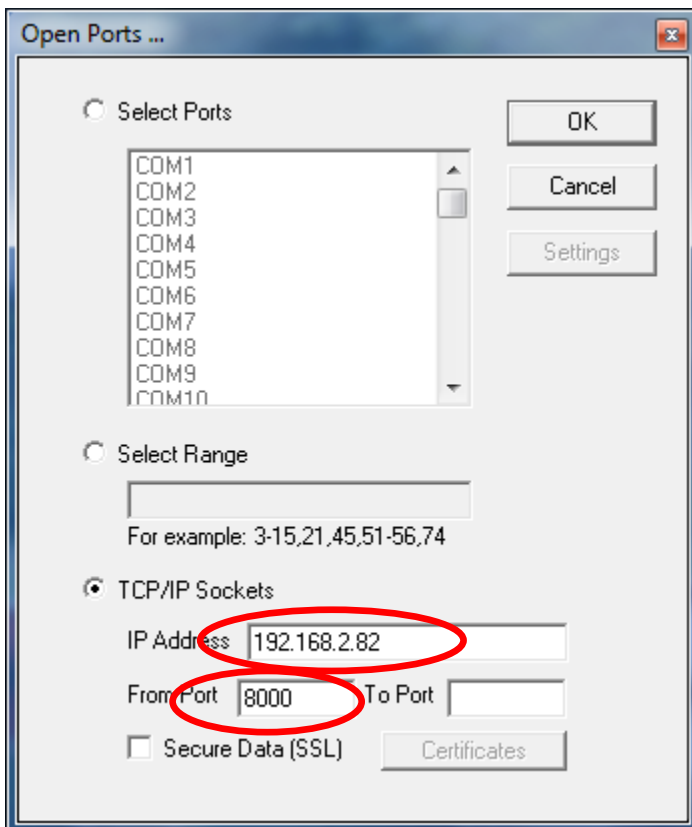 Open Ports ...
Select Ports
OK
COM1
COM2
COM3
COM4
COM5
COM6
COM7
COM8
COM9
COM10
Cancel
Settings
Select Range
For example: 3-15,21,45,51-56,74
TCP/IP Sockets
IP Address 192.168.2.82
From Port 8000 To Port
Secure Data (SSL) Certificates